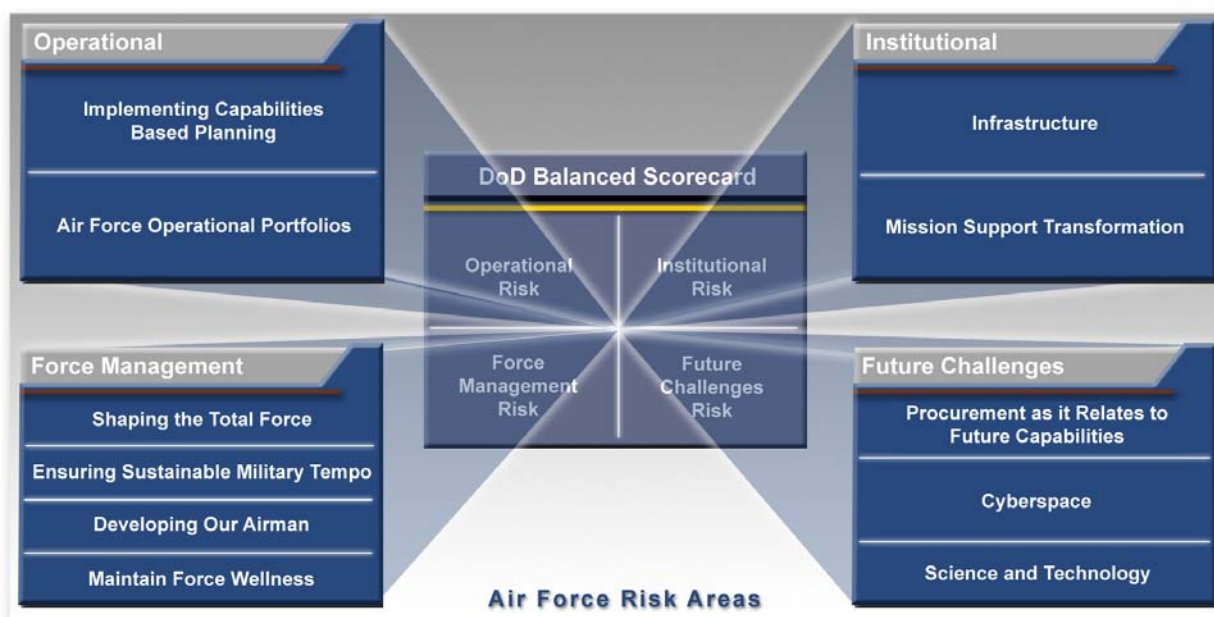 Operational
Implementing Capabilities
Based Planning
Air Force Operational Portfolios
Institutional
Infrastructure
Mission Support Transformation
DoD Balanced Scorecard
Operational
Risk
Institutional
Risk
Force
Management
Risk
Future
Challenges
Risk
Force Management
Shaping the Total Force
Ensuring Sustainable Military Tempo
Developing Our Airman
Maintain Force Wellness
Future Challenges
Procurement as it Relates to
Future Capabilities
Cyberspace
Science and Technology
Air Force Risk Areas